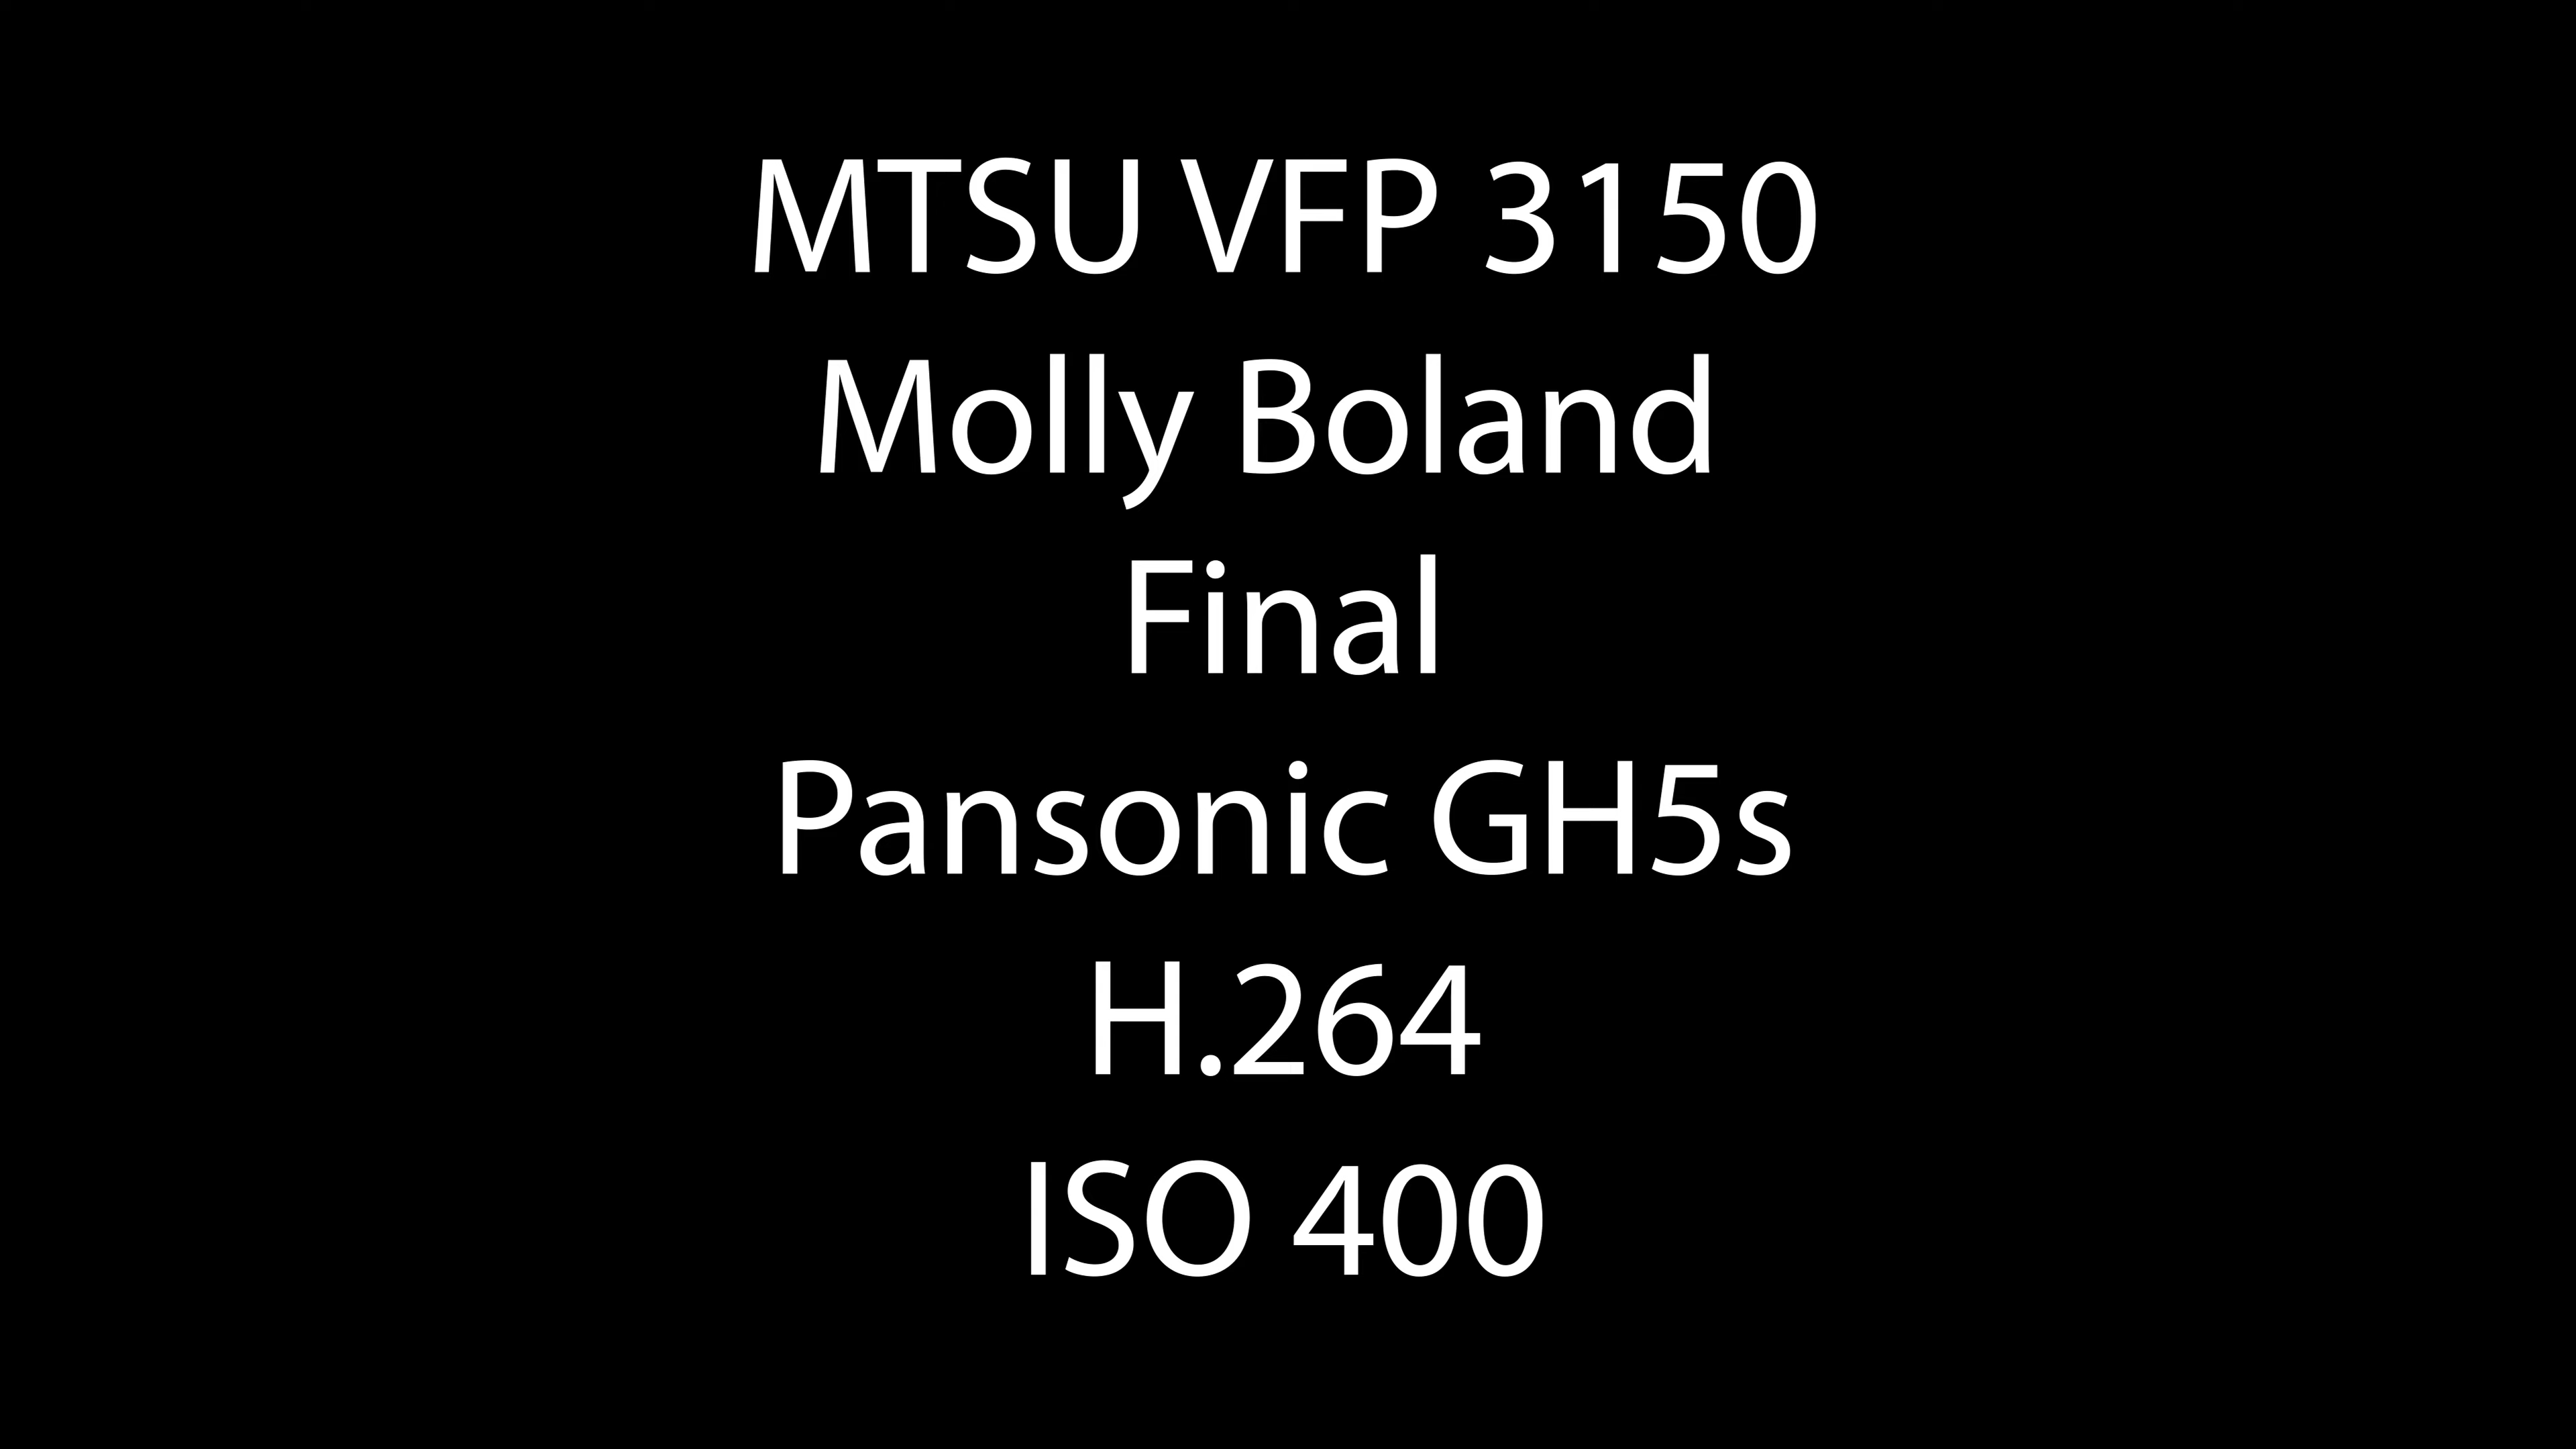 MTSU VFP 3150
Molly Boland
Final
Pansonic GH5s
H.264
ISO 400